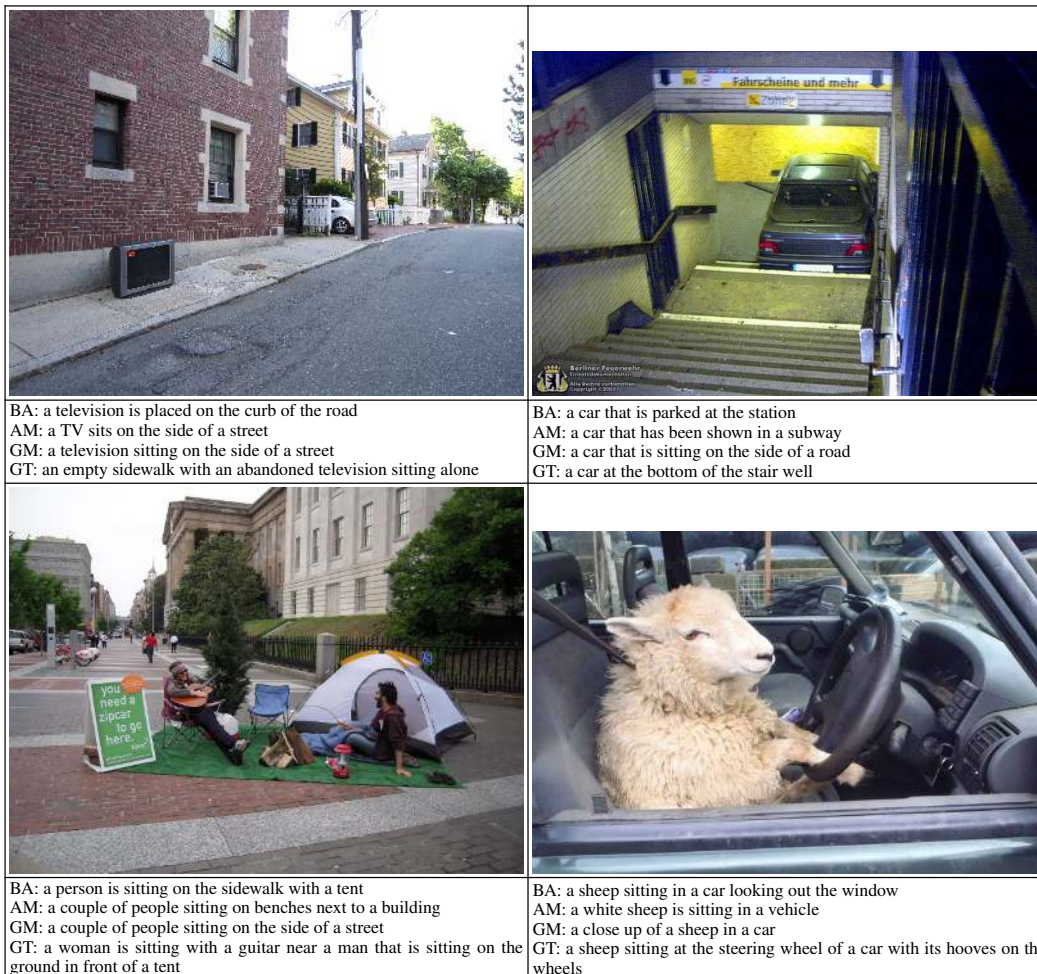 Fahrscheine und mehr
Berliner Feuerwehr
Einsatzdokumentation
Copyright ©2003
BA: a television is placed on the curb of the road
AM: a TV sits on the side of a street
GM: a television sitting on the side of a street
GT: an empty sidewalk with an abandoned television sitting alone
BA: a car that is parked at the station
AM: a car that has been shown in a subway
GM: a car that is sitting on the side of a road
GT: a car at the bottom of the stair well
you
need a
zipcar
to go
here.
BA: a person is sitting on the sidewalk with a tent
AM: a couple of people sitting on benches next to a building
GM: a couple of people sitting on the side of a street
GT: a woman is sitting with a guitar near a man that is sitting on the
ground in front of a tent
BA: a sheep sitting in a car looking out the window
AM: a white sheep is sitting in a vehicle
GM: a close up of a sheep in a car
GT: a sheep sitting at the steering wheel of a car with its hooves on th
wheels